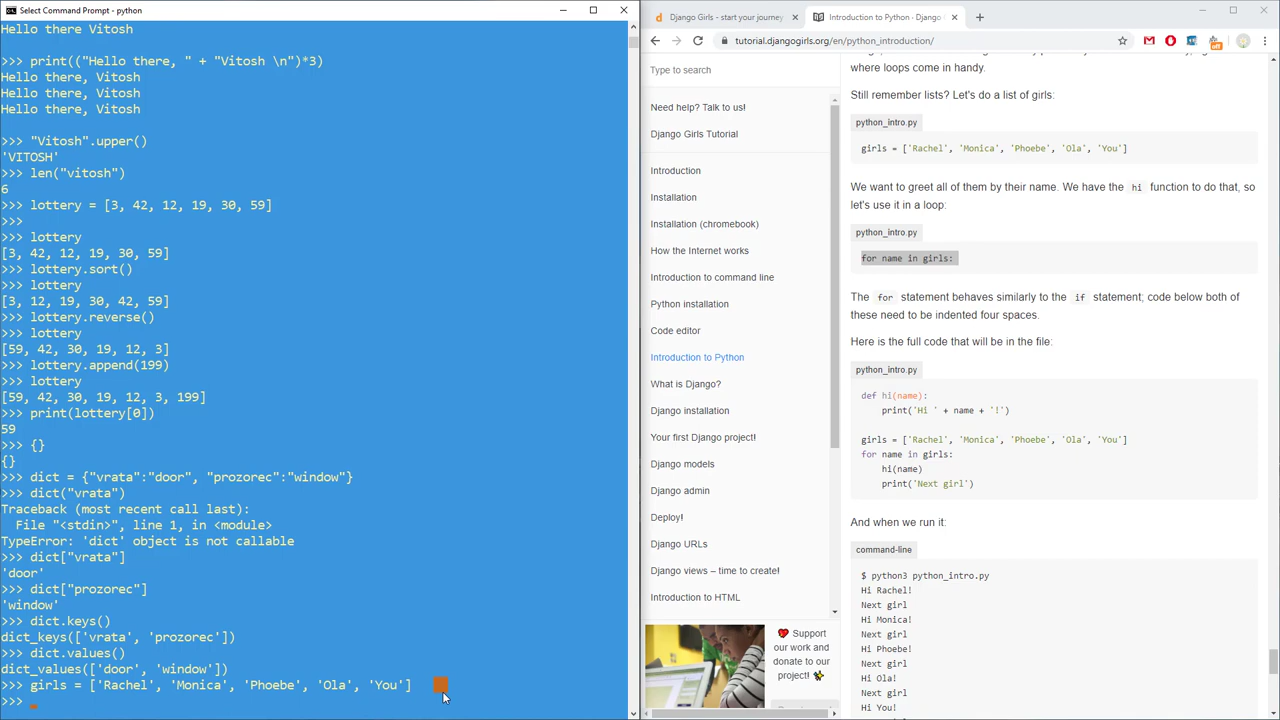 Select Command Prompt - python
Hello there Vitosh
>>> print(("Hello there, " + "Vitosh \n")*3)
Hello there, Vitosh
Hello there, Vitosh
Hello there, Vitosh
>>> "Vitosh".upper()
'VITOSH'
>>> len("vitosh")
6
>>> lottery = [3, 42, 12, 19, 30, 59]
>>>
>>> lottery
[3, 42, 12, 19, 30, 59]
>>> lottery.sort()
>>> lottery
[3, 12, 19, 30, 42, 59]
>>> lottery.reverse()
>>> lottery
[59, 42, 30, 19, 12, 3]
>>> lottery.append(199)
>>> lottery
[59, 42, 30, 19, 12, 3, 199]
>>> print(lottery[0])
59
>>> {}
{}
>>> dict = {"vrata":"door", "prozorec":"window"}
>>> dict("vrata")
Traceback (most recent call last):
File "<stdin>", line 1, in <module>
TypeError: 'dict' object is not callable
>>> dict["vrata"]
'door'
>>> dict["prozorec"]
'window'
>>> dict.keys()
dict_keys(['vrata', 'prozorec'])
>>> dict.values()
dict_values(['door', 'window'])
>>> girls = ['Rachel', 'Monica', 'Phoebe', 'Ola', 'You']
>>>
Django Girls - start your journey
Introduction to Python · Django
tutorial.djangogirls.org/en/python_introduction/
off
Type to search
Need help? Talk to us!
Django Girls Tutorial
Introduction
Installation
Installation (chromebook)
How the Internet works
Introduction to command line
Python installation
Code editor
Introduction to Python
What is Django?
Django installation
Your first Django project!
Django models
Django admin
Deploy!
Django URLs
Django views – time to create!
Introduction to HTML
Support
our work and
donate to our
project!
where loops come in handy.
Still remember lists? Let's do a list of girls:
python_intro.py
girls = ['Rachel', 'Monica', 'Phoebe', 'Ola', 'You']
We want to greet all of them by their name. We have the hi function to do that, so
let's use it in a loop:
python_intro.py
for name in girls:
The for statement behaves similarly to the if statement; code below both of
these need to be indented four spaces.
Here is the full code that will be in the file:
python_intro.py
def hi(name):
print('Hi ' + name + '!')
girls = ['Rachel', 'Monica', 'Phoebe', 'Ola', 'You']
for name in girls:
hi(name)
print('Next girl')
And when we run it:
command-line
$ python3 python_intro.py
Hi Rachel!
Next girl
Hi Monica!
Next girl
Hi Phoebe!
Next girl
Hi Ola!
Next girl
Hi You!